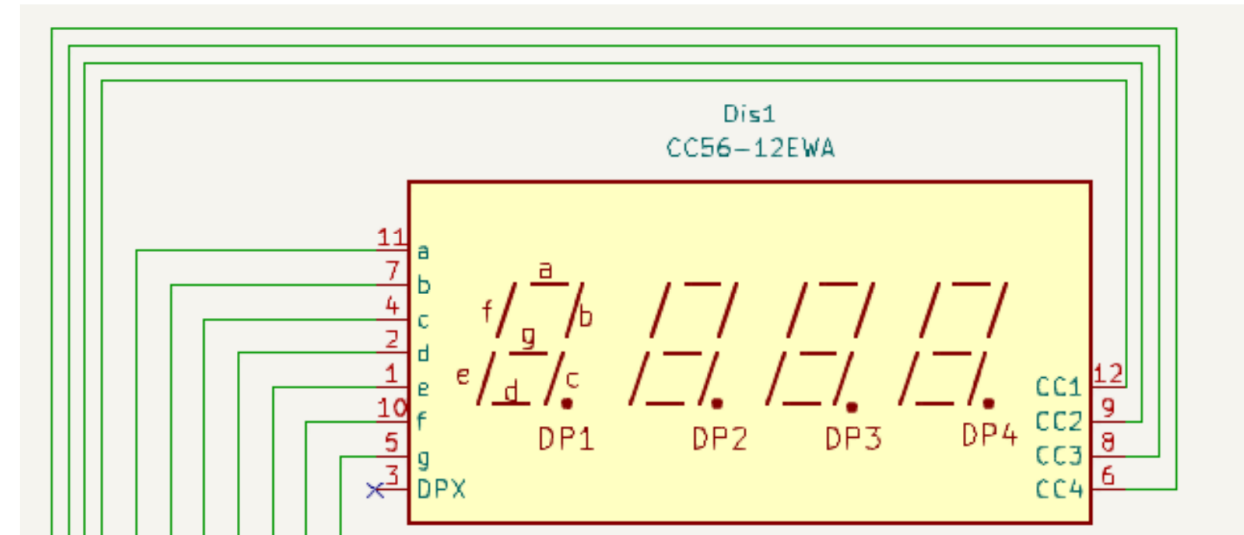 Dis1
CC56-12EWA
11 a
7 b
4 c
2 d
1 e
10 f
5 g
3 DPX
a
f b
g
e c
d
DP1 DP2 DP3 DP4
CC1 12
CC2 9
CC3 8
CC4 6